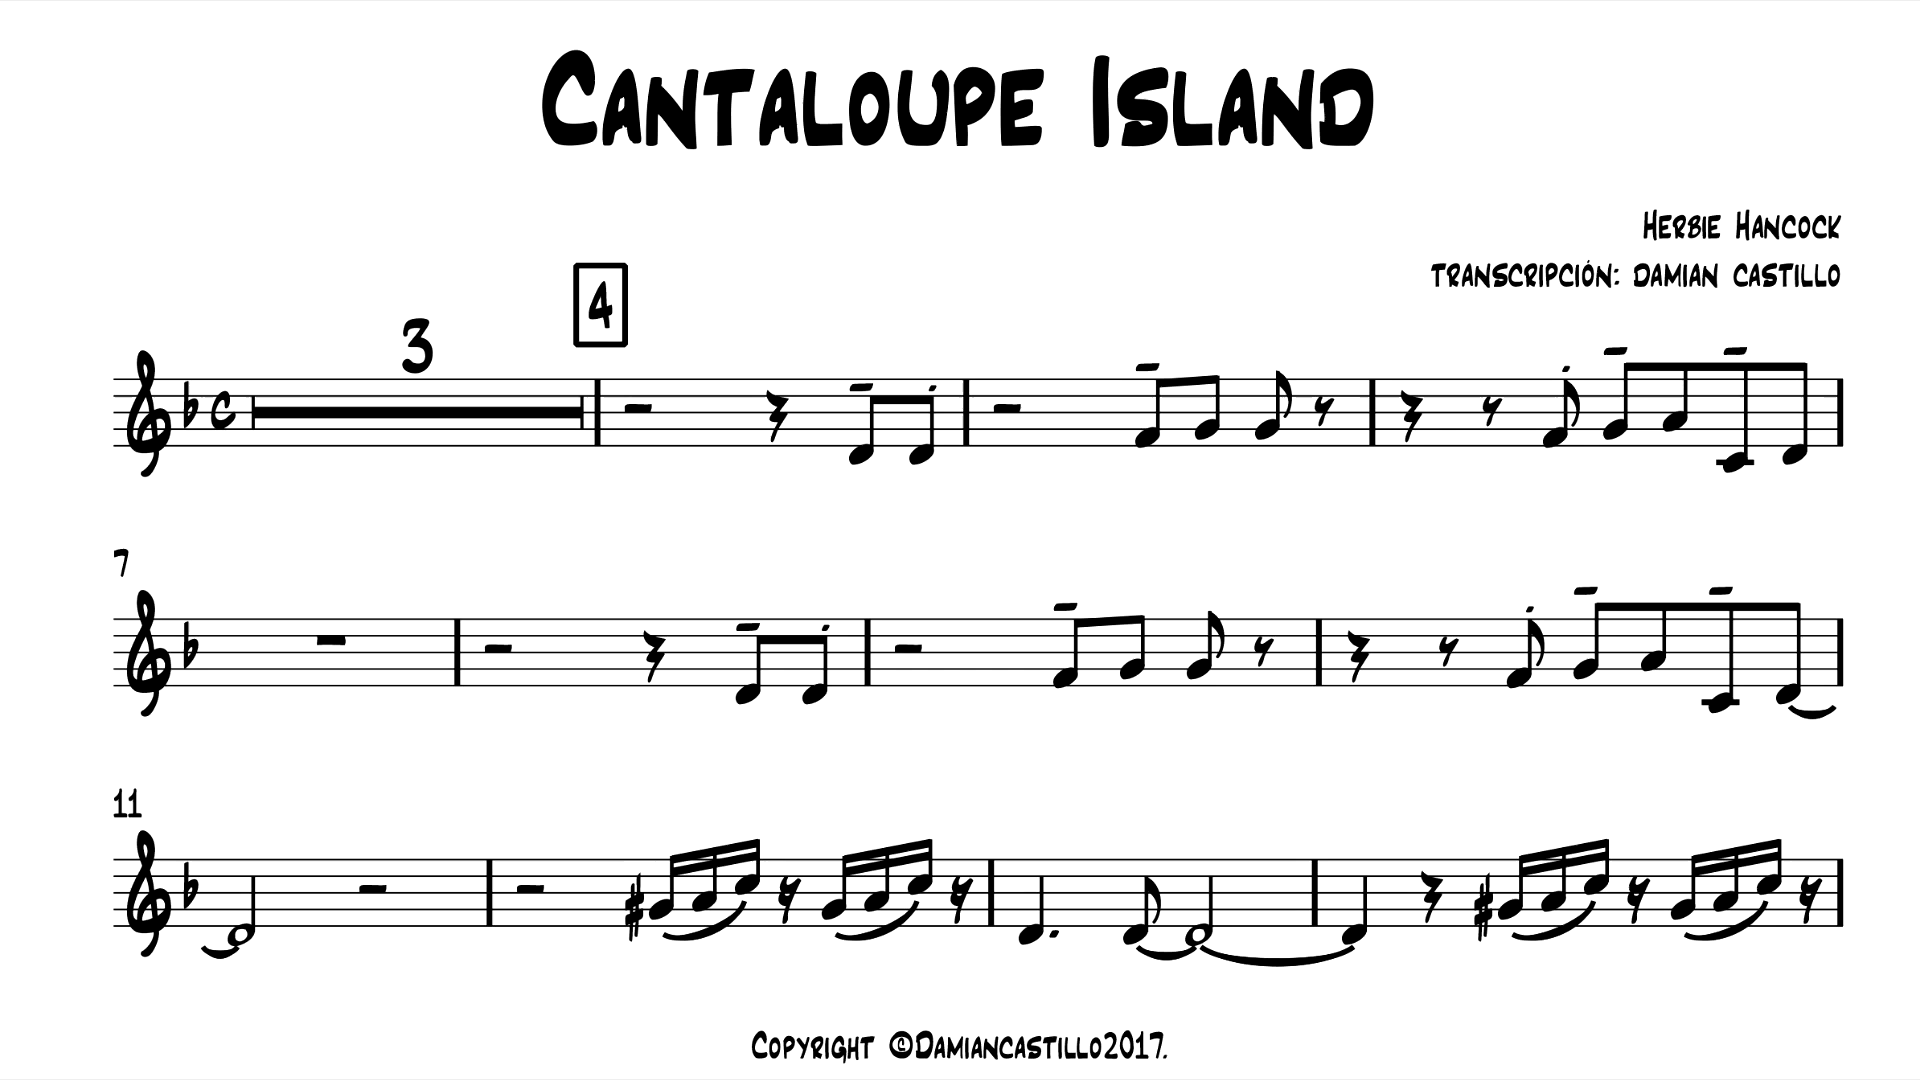 Cantaloupe Island
Herbie Hancock
transcripción: damian castillo
4
3
7
11
Copyright ©Damiancastillo2017.